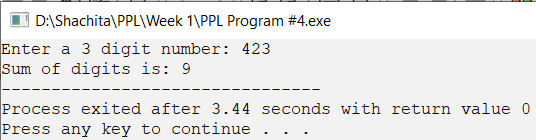 D:\Shachita\PPL\Week 1\PPL Program #4.exe
Enter a 3 digit number: 423
Sum of digits is: 9
--------------------------------
Process exited after 3.44 seconds with return value 0
Press any key to continue . . .